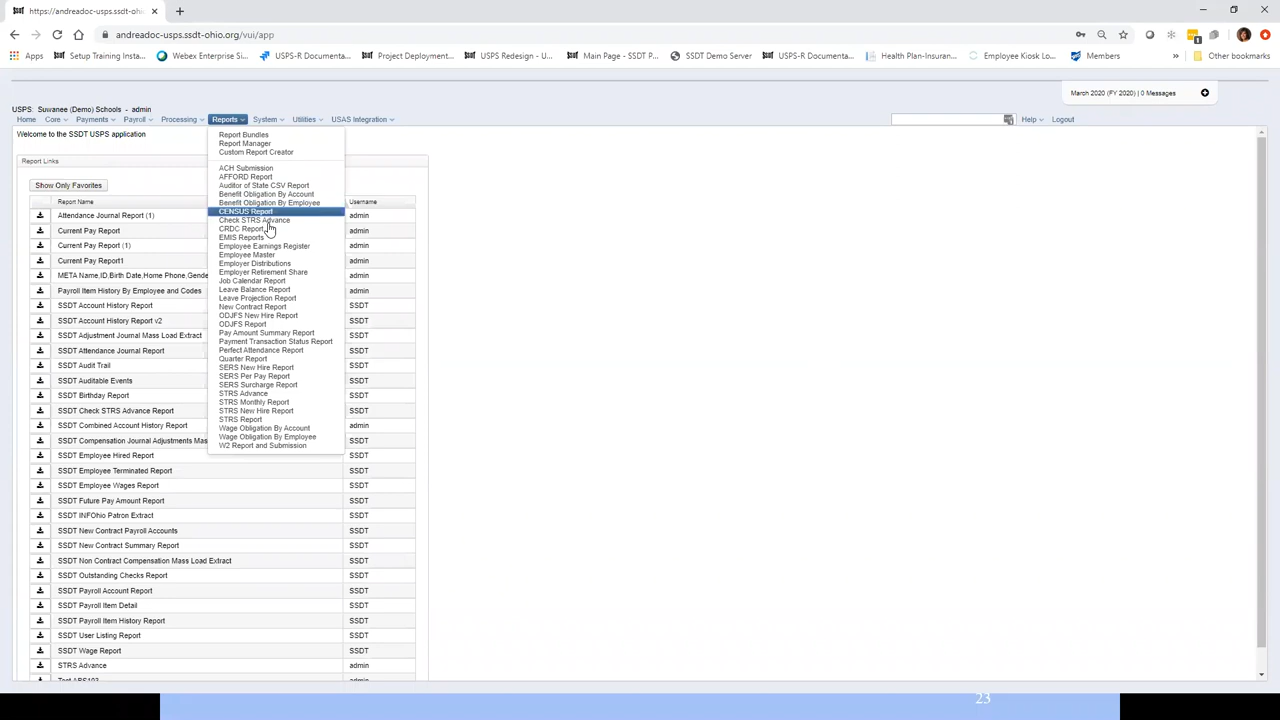 https://andreadoc-usps.ssdt-ohio.org
andreadoc-usps.ssdt-ohio.org/vui/app
Apps
Setup Training Insta...
Webex Enterprise Si...
USPS-R Documenta...
Project Deployment...
USPS Redesign - U...
Main Page - SSDT P...
SSDT Demo Server
USPS-R Documenta...
Health Plan-Insuran...
Employee Kiosk Lo...
Members
»
Other bookmarks
March 2020 (FY 2020) | 0 Messages
USPS: Suwanee (Demo) Schools - admin
Home Core Payments Payroll Processing Reports System Utilities USAS Integration Help Logout
Welcome to the SSDT USPS application
Report Links
Show Only Favorites
Report Name Username
Attendance Journal Report (1) admin
Current Pay Report admin
Current Pay Report (1) admin
Current Pay Report1 admin
META Name,ID,Birth Date,Home Phone,Gende admin
Payroll Item History By Employee and Codes admin
SSDT Account History Report SSDT
SSDT Account History Report v2 SSDT
SSDT Adjustment Journal Mass Load Extract SSDT
SSDT Attendance Journal Report SSDT
SSDT Audit Trail SSDT
SSDT Auditable Events SSDT
SSDT Birthday Report SSDT
SSDT Check STRS Advance Report SSDT
SSDT Combined Account History Report admin
SSDT Compensation Journal Adjustments Mas SSDT
SSDT Employee Hired Report SSDT
SSDT Employee Terminated Report SSDT
SSDT Employee Wages Report SSDT
SSDT Future Pay Amount Report SSDT
SSDT INFOhio Patron Extract SSDT
SSDT New Contract Payroll Accounts SSDT
SSDT New Contract Summary Report SSDT
SSDT Non Contract Compensation Mass Load Extract SSDT
SSDT Outstanding Checks Report SSDT
SSDT Payroll Account Report SSDT
SSDT Payroll Item Detail SSDT
SSDT Payroll Item History Report SSDT
SSDT User Listing Report SSDT
SSDT Wage Report SSDT
STRS Advance admin
Report Bundles
Report Manager
Custom Report Creator
ACH Submission
AFFORD Report
Auditor of State CSV Report
Benefit Obligation By Account
Benefit Obligation By Employee
CENSUS Report
Check STRS Advance
CRDC Report
EMIS Reports
Employee Earnings Register
Employee Master
Employer Distributions
Employer Retirement Share
Job Calendar Report
Leave Balance Report
Leave Projection Report
New Contract Report
ODJFS New Hire Report
ODJFS Report
Pay Amount Summary Report
Payment Transaction Status Report
Perfect Attendance Report
Quarter Report
SERS New Hire Report
SERS Per Pay Report
SERS Surcharge Report
STRS Advance
STRS Monthly Report
STRS New Hire Report
STRS Report
Wage Obligation By Account
Wage Obligation By Employee
W2 Report and Submission
23